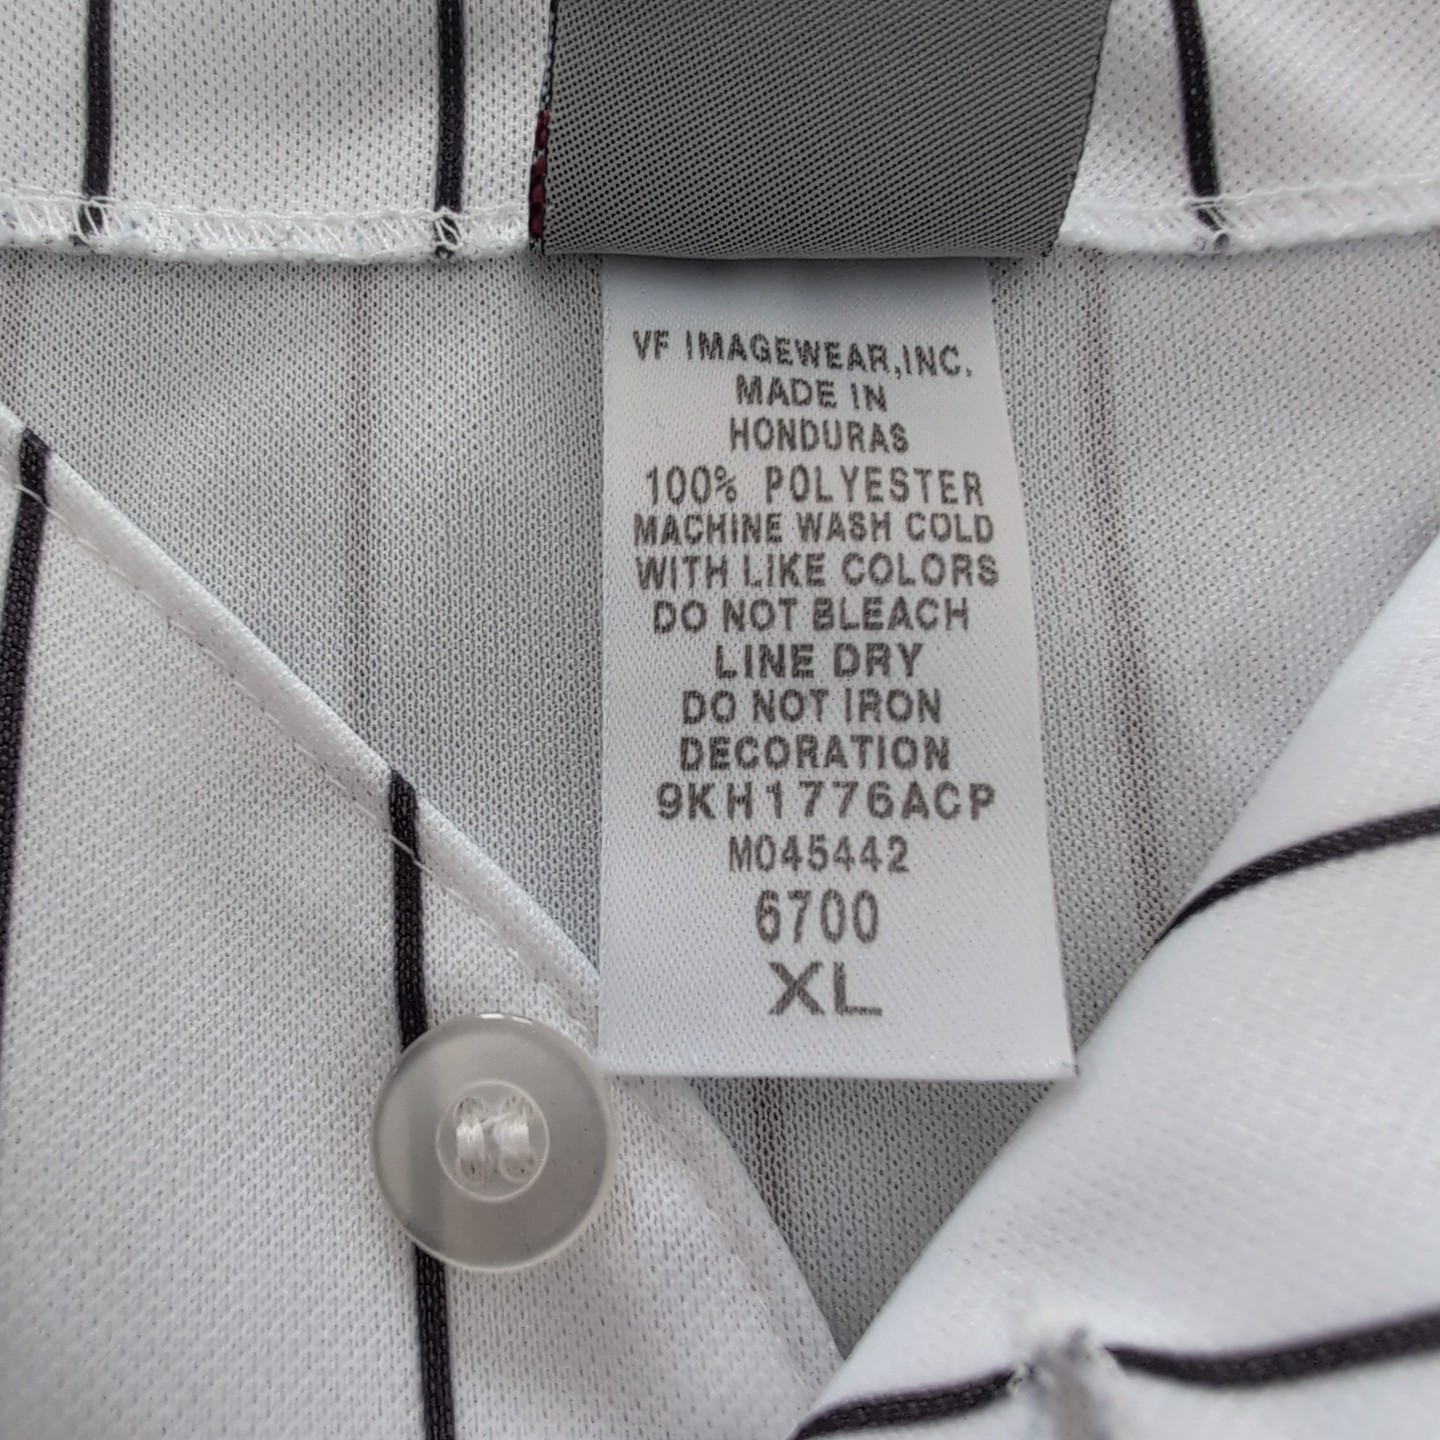 VF IMAGEWEAR,INC.
MADE IN
HONDURAS
100% POLYESTER
MACHINE WASH COLD
WITH LIKE COLORS
DO NOT BLEACH
LINE DRY
DO NOT IRON
DECORATION
9KH1776ACP
M045442
6700
XL